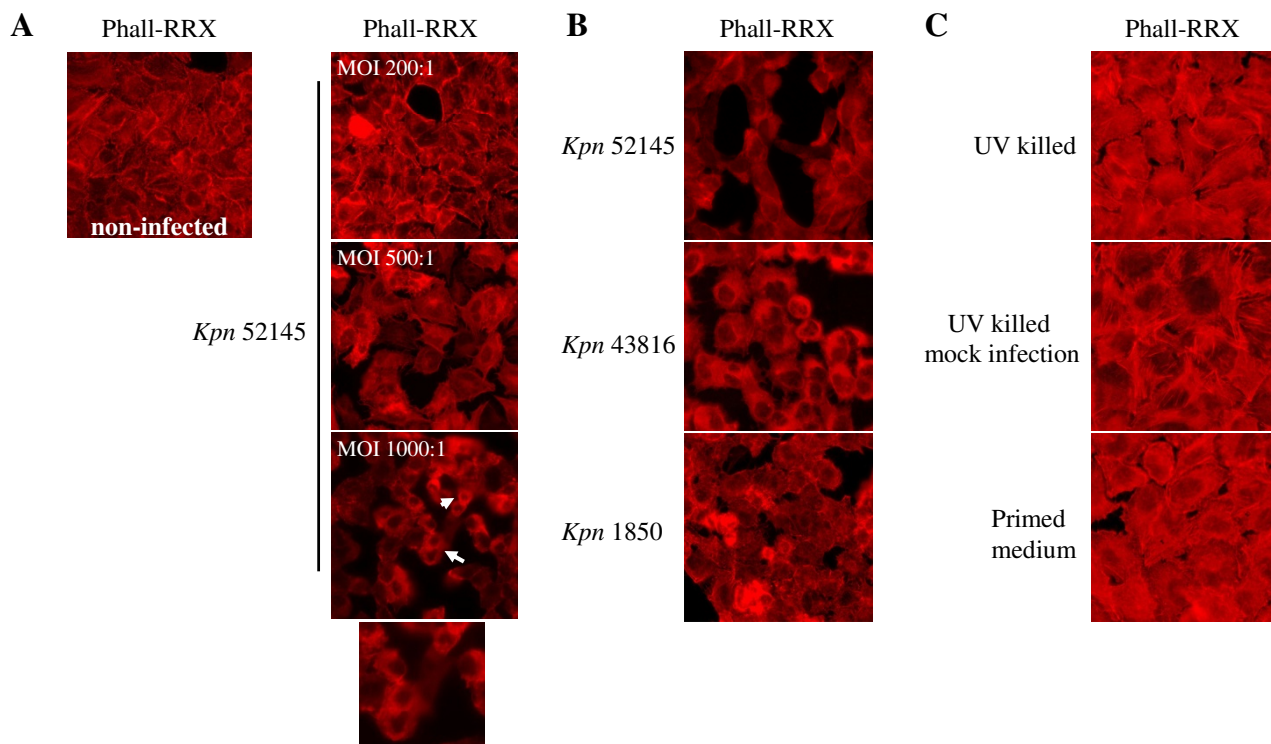 A
Phall-RRX
non-infected
Kpn 52145
Phall-RRX
MOI 200:1
MOI 500:1
MOI 1000:1
B
Phall-RRX
Kpn 52145
Kpn 43816
Kpn 1850
C
Phall-RRX
UV killed
UV killed
mock infection
Primed
medium